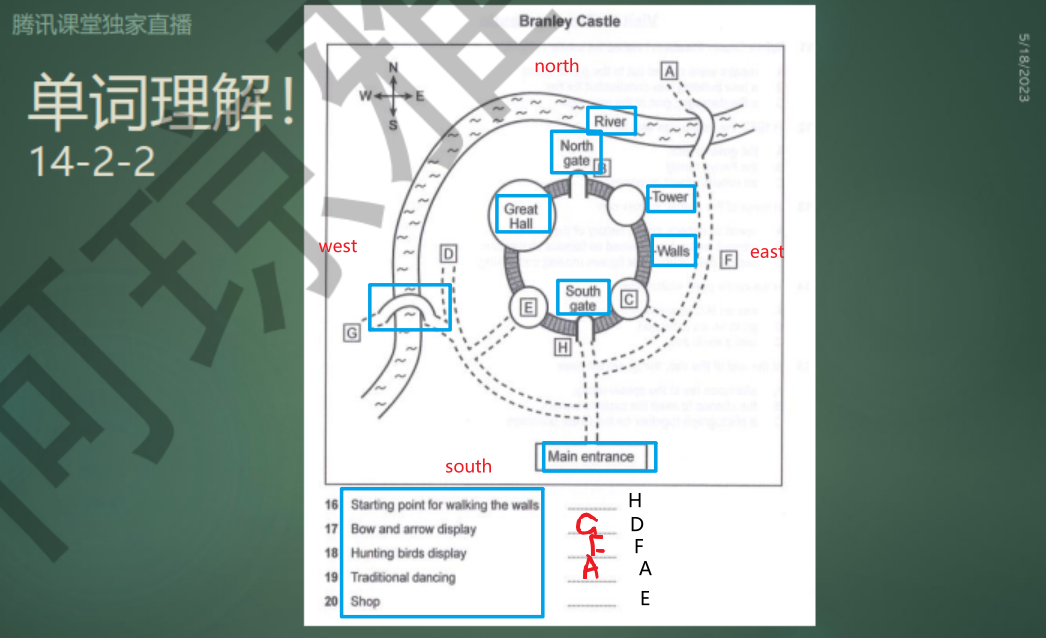 腾讯课堂独家直播
5/18/2023
单词理解!
14-2-2
Branley Castle
north
N
W E
S
A
River
North
gate
B
Great
Hall
Tower
west
D
Walls
F
east
South
gate
E
C
G
H
Main entrance
south
16 Starting point for walking the walls H
17 Bow and arrow display G D
18 Hunting birds display F F
19 Traditional dancing A A
20 Shop E